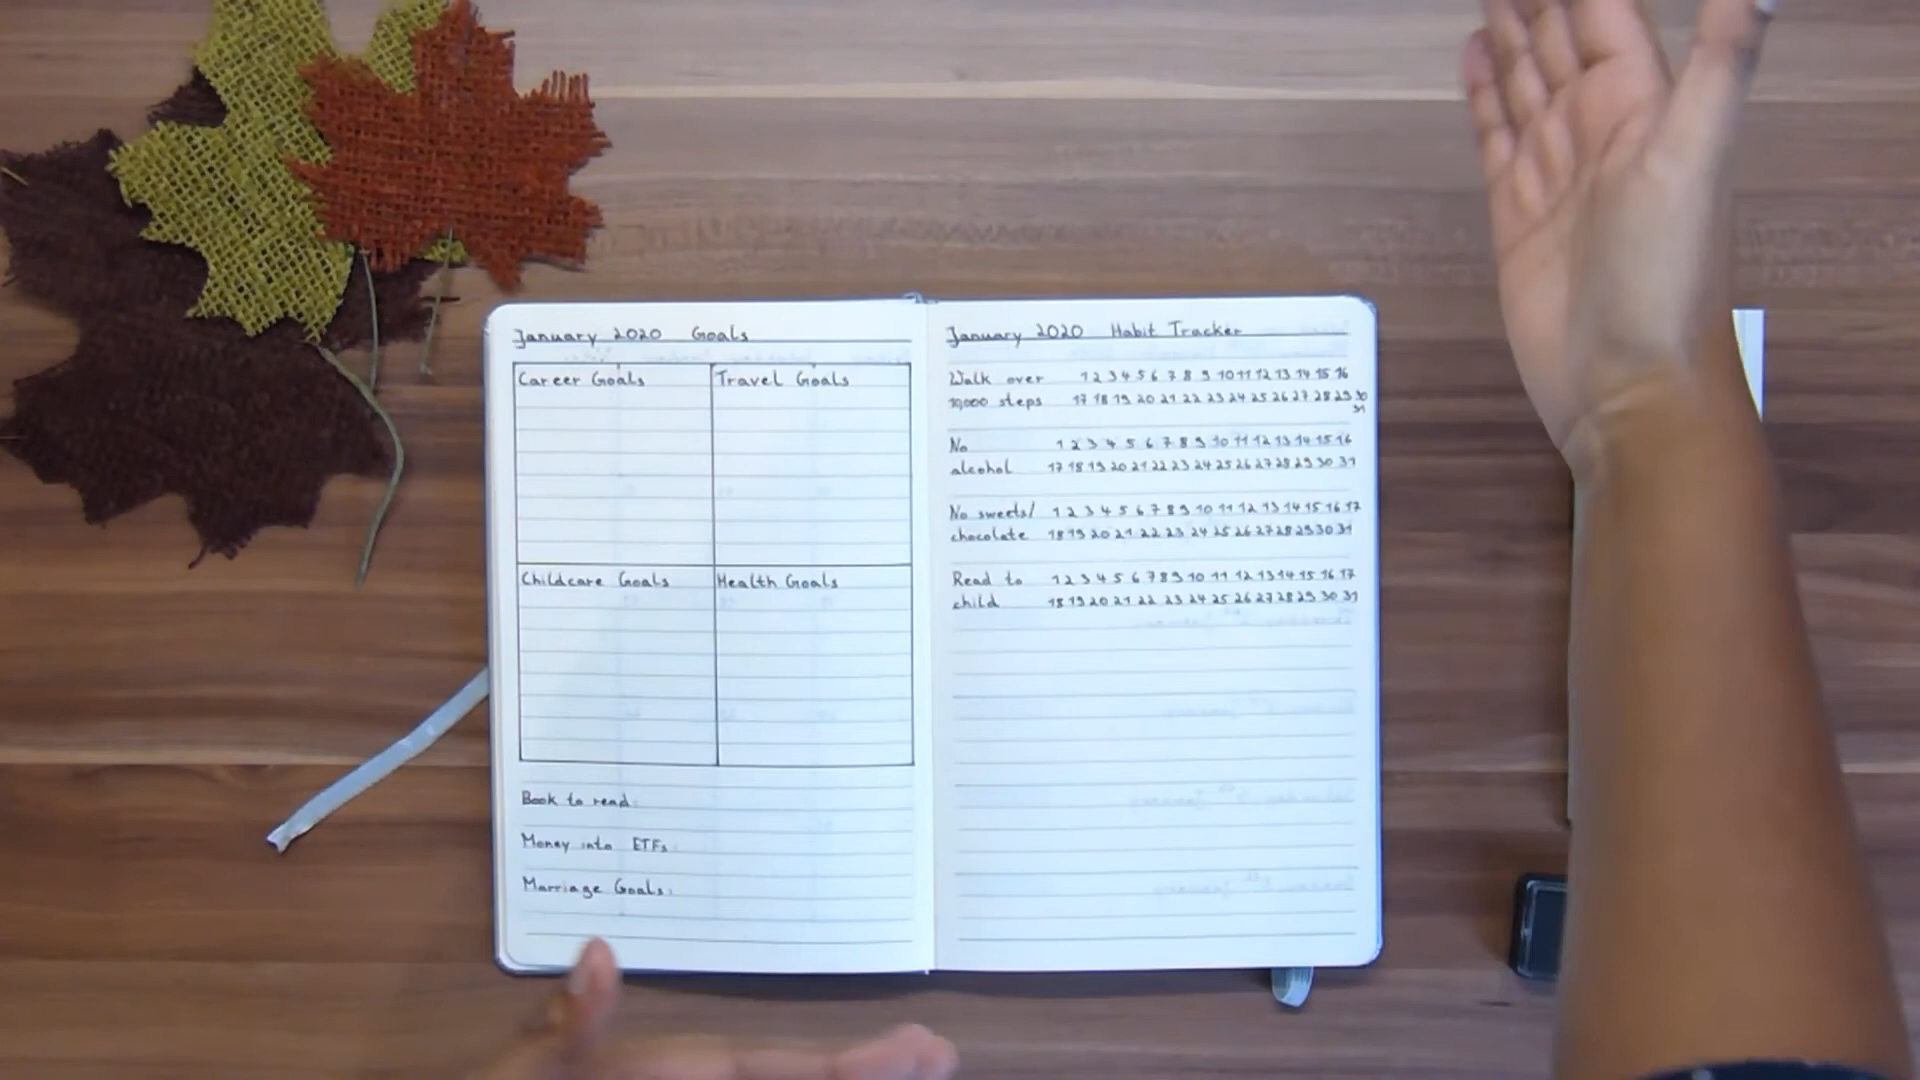 January 2020 Goals
Career Goals
Travel Goals
Childcare Goals
Health Goals
Book to read:
Money into ETFs:
Marriage Goals:
January 2020 Habit Tracker
Walk over 1 2 3 4 5 6 7 8 9 10 11 12 13 14 15 16
10,000 steps 17 18 19 20 21 22 23 24 25 26 27 28 29 30
31
No 1 2 3 4 5 6 7 8 9 10 11 12 13 14 15 16
alcohol 17 18 19 20 21 22 23 24 25 26 27 28 29 30 31
No sweets/ 1 2 3 4 5 6 7 8 9 10 11 12 13 14 15 16 17
chocolate 18 19 20 21 22 23 24 25 26 27 28 29 30 31
Read to 1 2 3 4 5 6 7 8 9 10 11 12 13 14 15 16 17
child 18 19 20 21 22 23 24 25 26 27 28 29 30 31